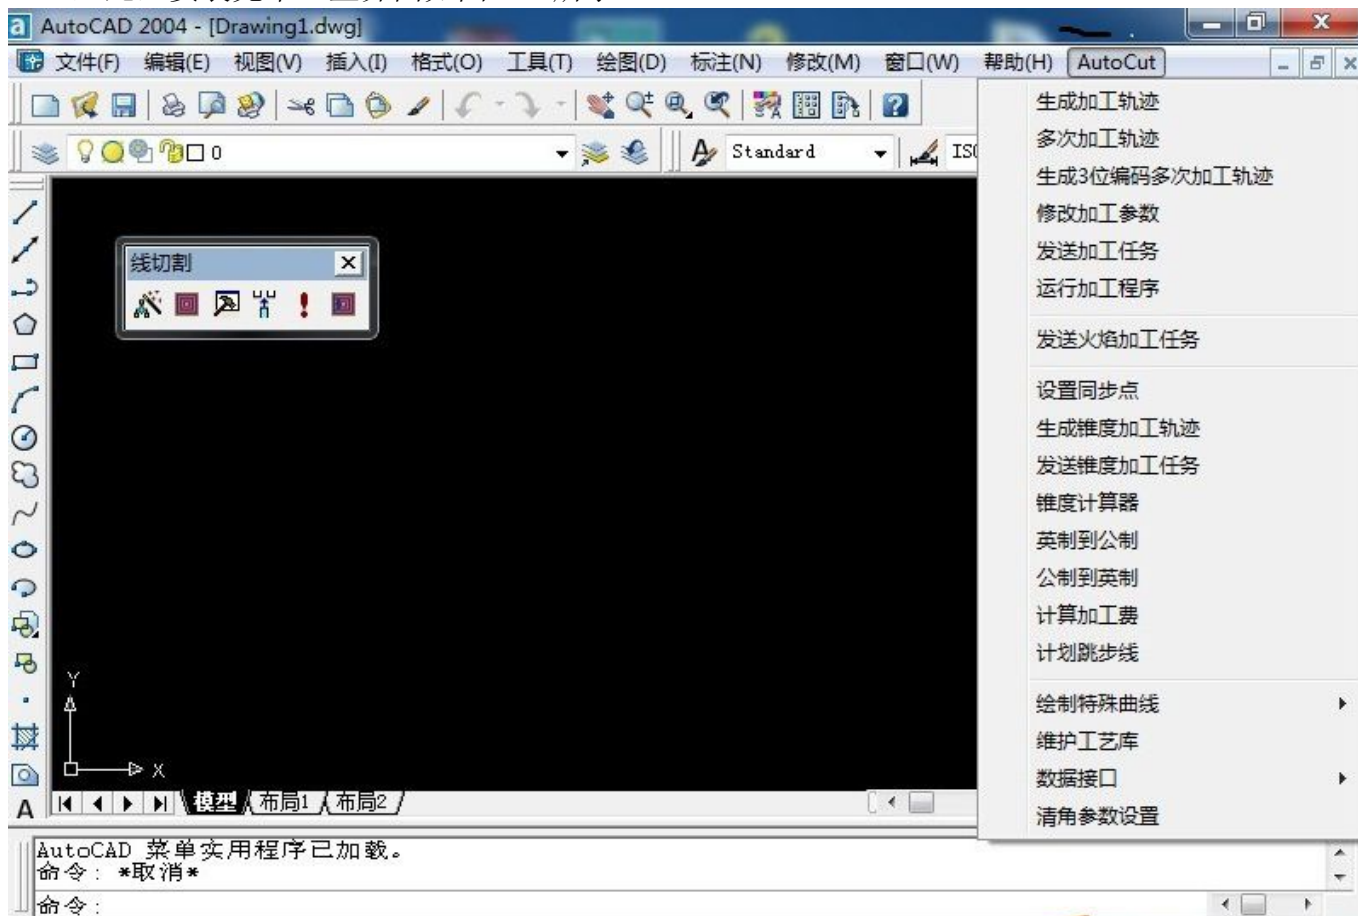 AutoCAD 2004 - [Drawing1.dwg]
文件(F) 编辑(E) 视图(V) 插入(I) 格式(O) 工具(T) 绘图(D) 标注(N) 修改(M) 窗口(W) 帮助(H) AutoCut
0 Standard
线切割
生成加工轨迹
多次加工轨迹
生成3位编码多次加工轨迹
修改加工参数
发送加工任务
运行加工程序
发送火焰加工任务
设置同步点
生成锥度加工轨迹
发送锥度加工任务
锥度计算器
英制到公制
公制到英制
计算加工费
计划跳步线
绘制特殊曲线
维护工艺库
数据接口
清角参数设置
Y
X
模型 布局1 布局2
A
AutoCAD 菜单实用程序已加载。
命令: *取消*
命令: